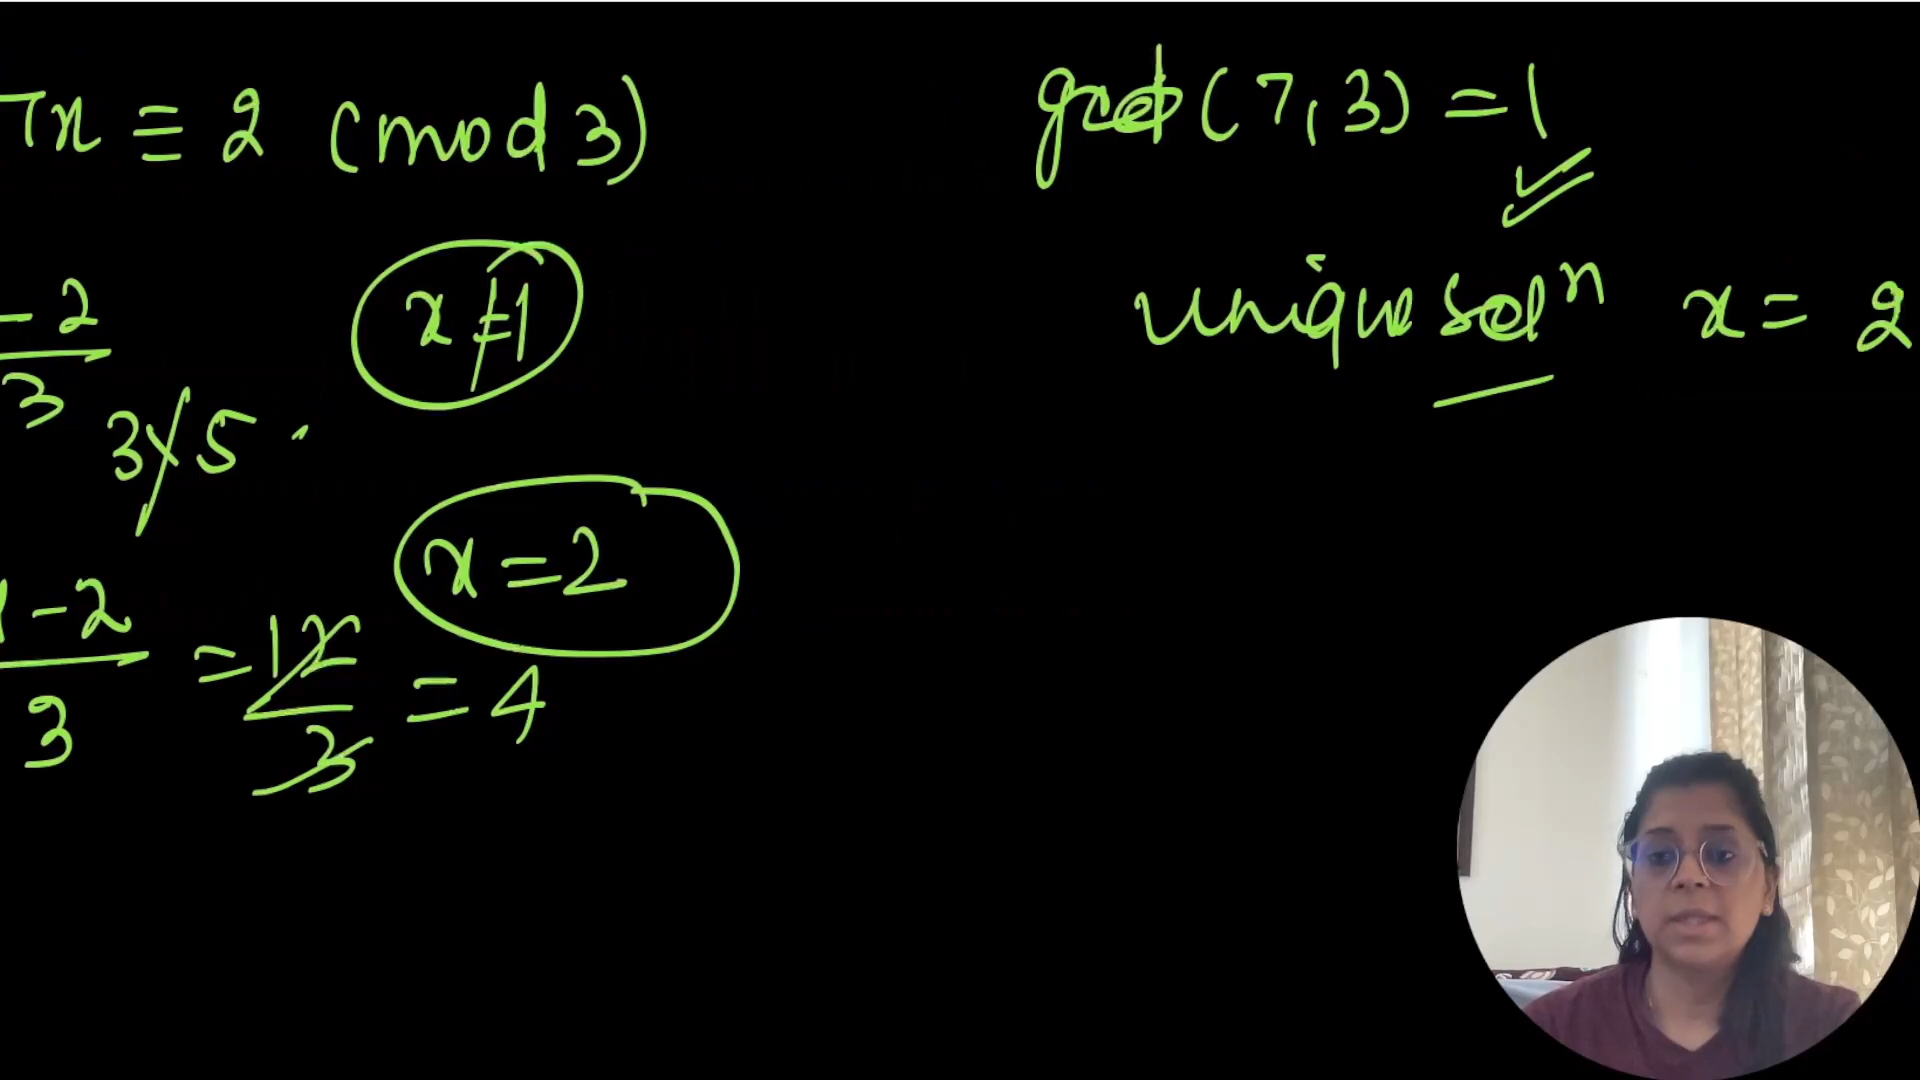 7x ≡ 2 (mod 3)
gcd(7,3) = 1
- 2
3
x ≠ 1
unique solⁿ x = 2
3 ∤ 5
x = 2
- 2
3
= 12
3
= 4